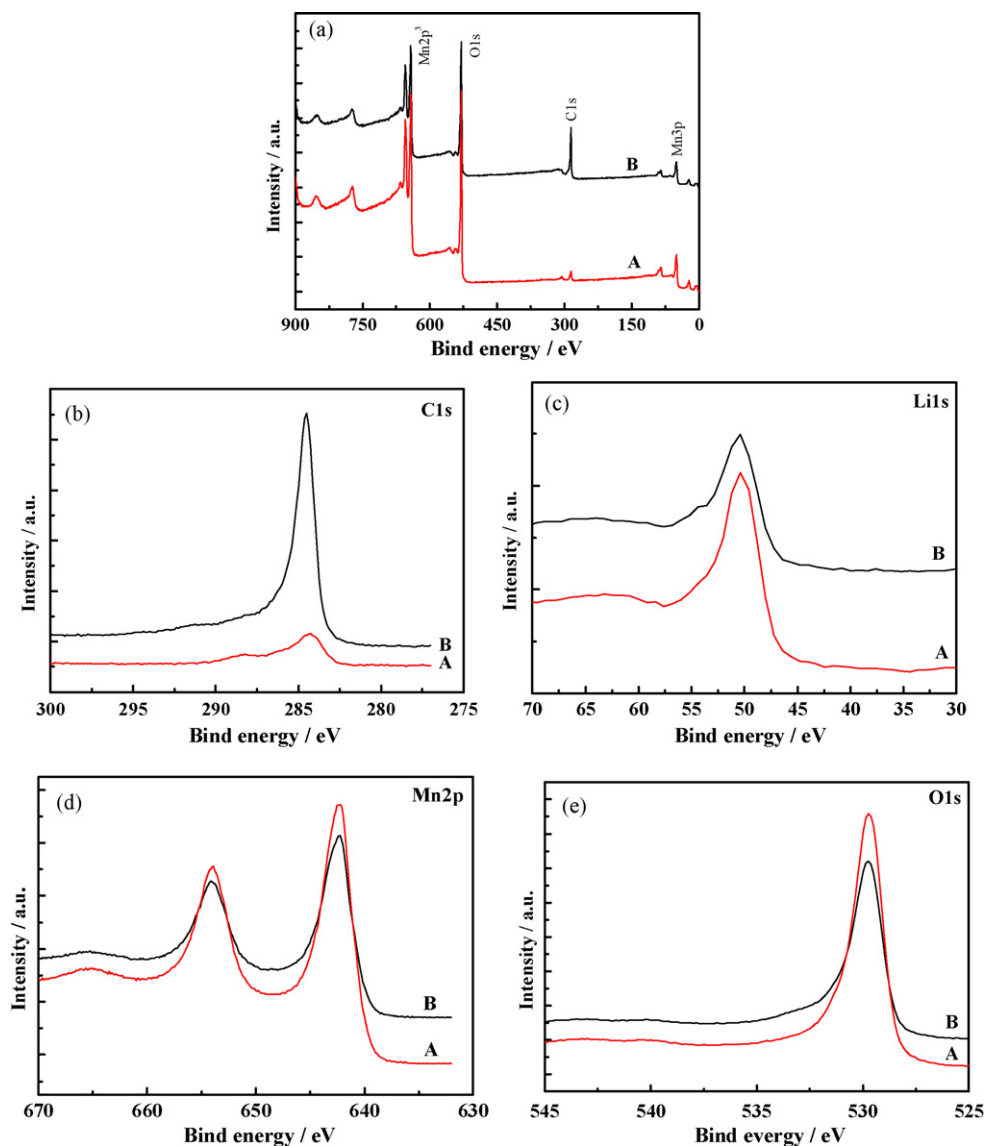 (a)
Mn2p³
O1s
C1s
Mn3p
B
A
Intensity / a.u.
900 750 600 450 300 150 0
Bind energy / eV
(b)
C1s
B
A
Intensity / a.u.
300 295 290 285 280 275
Bind energy / eV
(c)
Li1s
B
A
Intensity / a.u.
70 65 60 55 50 45 40 35 30
Bind energy / eV
(d)
Mn2p
B
A
Intensity / a.u.
670 660 650 640 630
Bind energy / eV
(e)
O1s
B
A
Intensity / a.u.
545 540 535 530 525
Bind evergy / eV